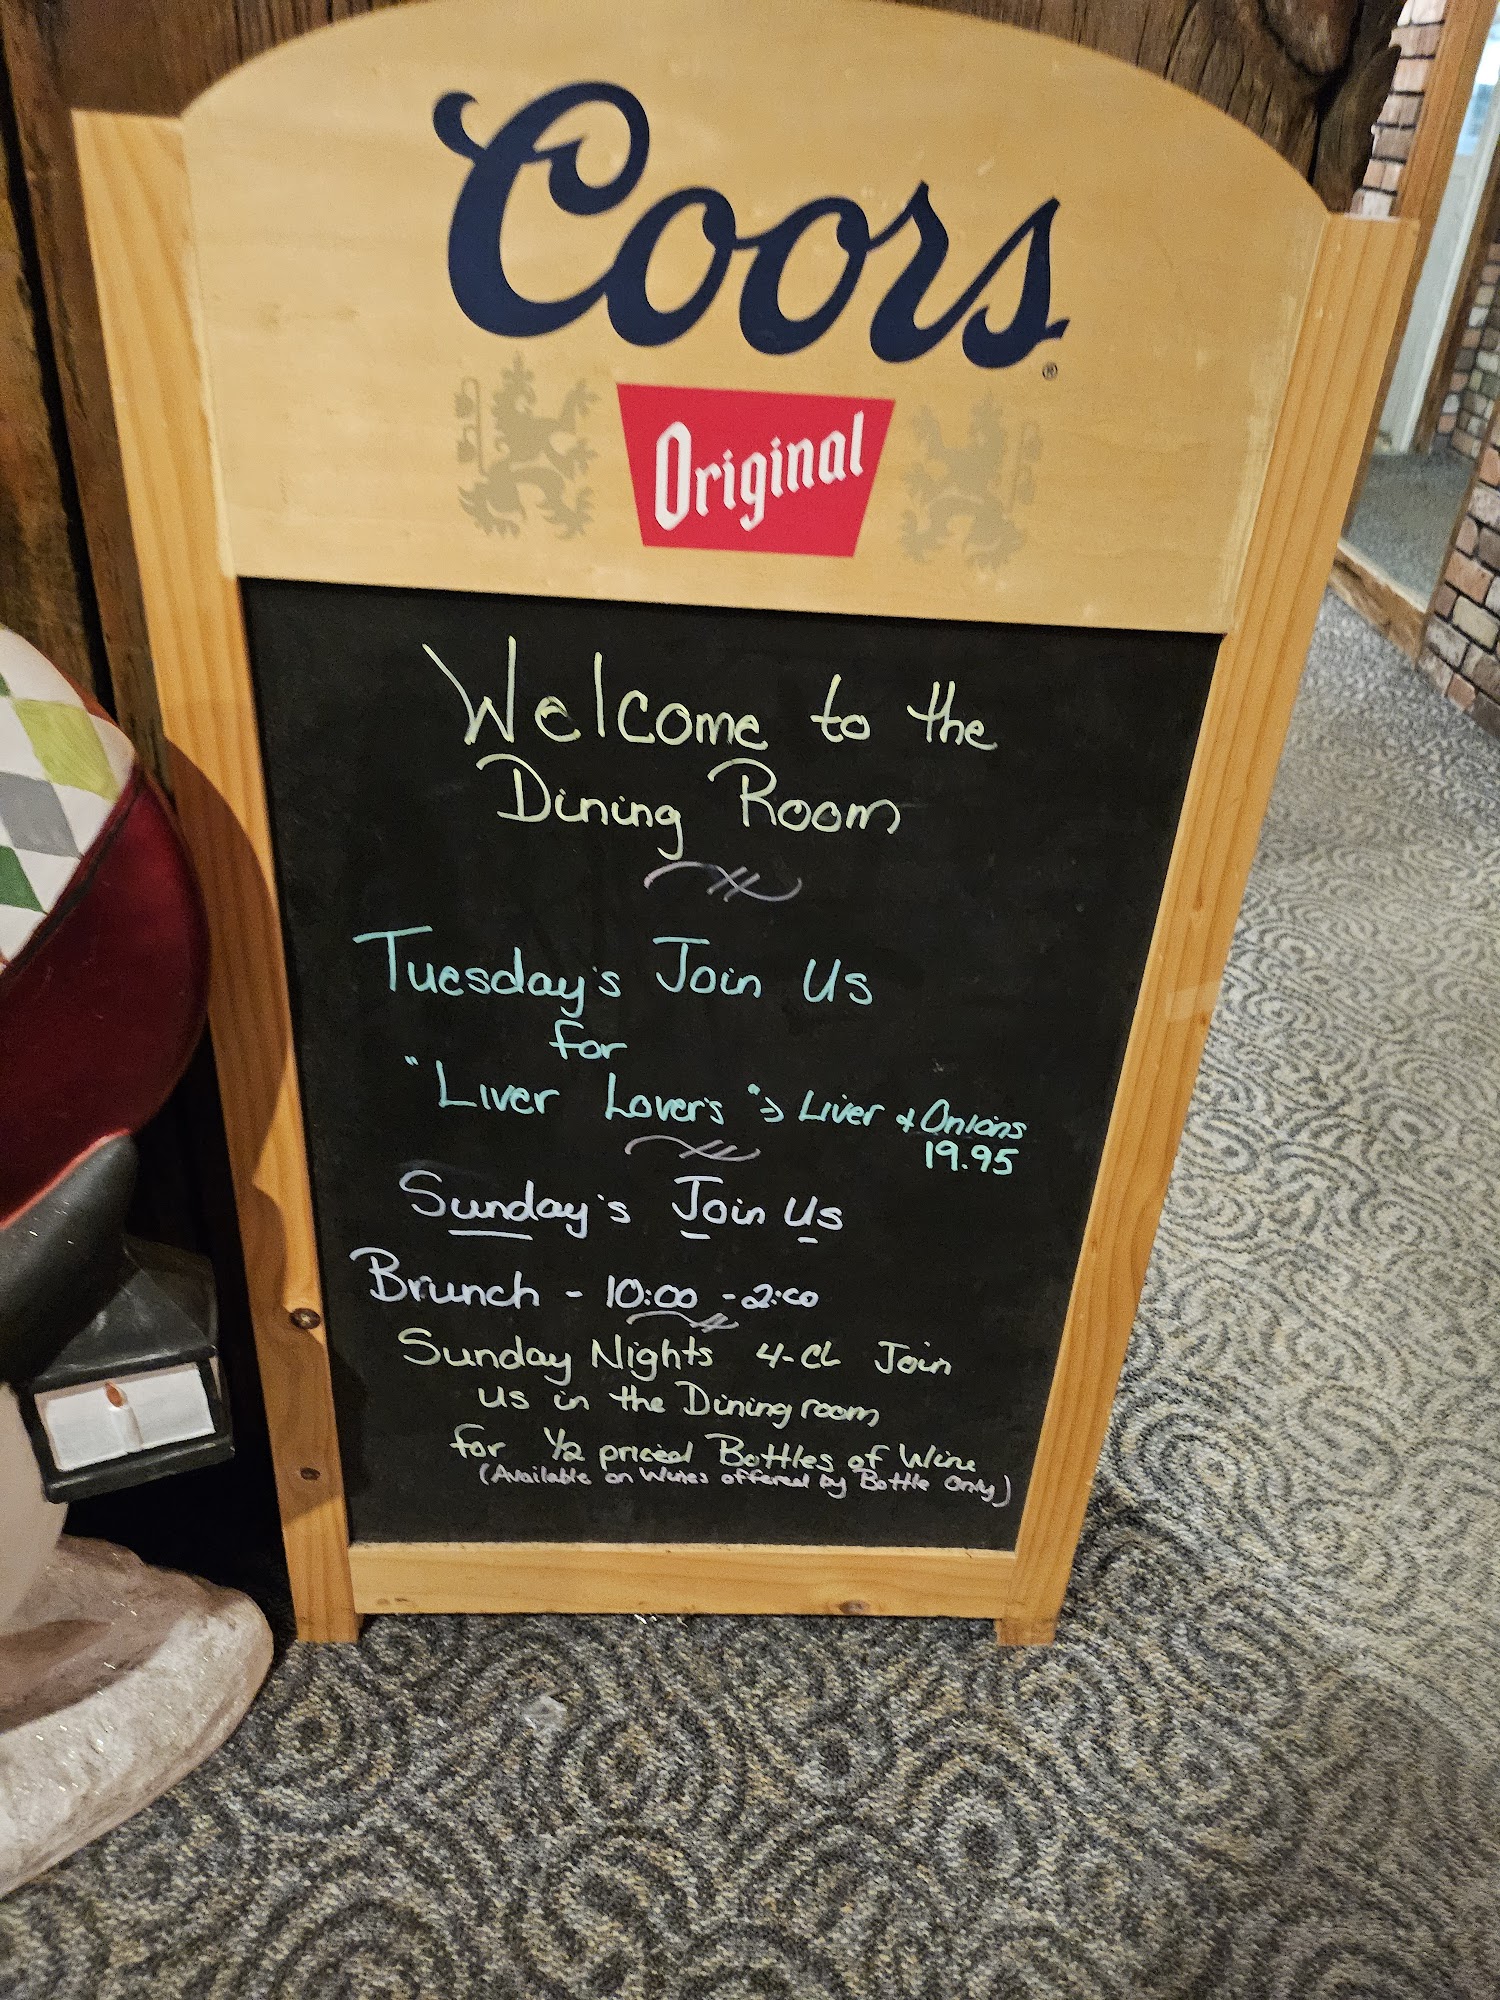 Coors
®
Original
Welcome to the
Dining Room
Tuesday's Join Us
for
"Liver Lover's" → Liver & Onions
19.95
Sunday's Join Us
Brunch - 10:00 - 2:00
Sunday Nights 4-CL Join
us in the Dining room
for 1/2 priced Bottles of Wine
(Available on Wines offered by Bottle Only)